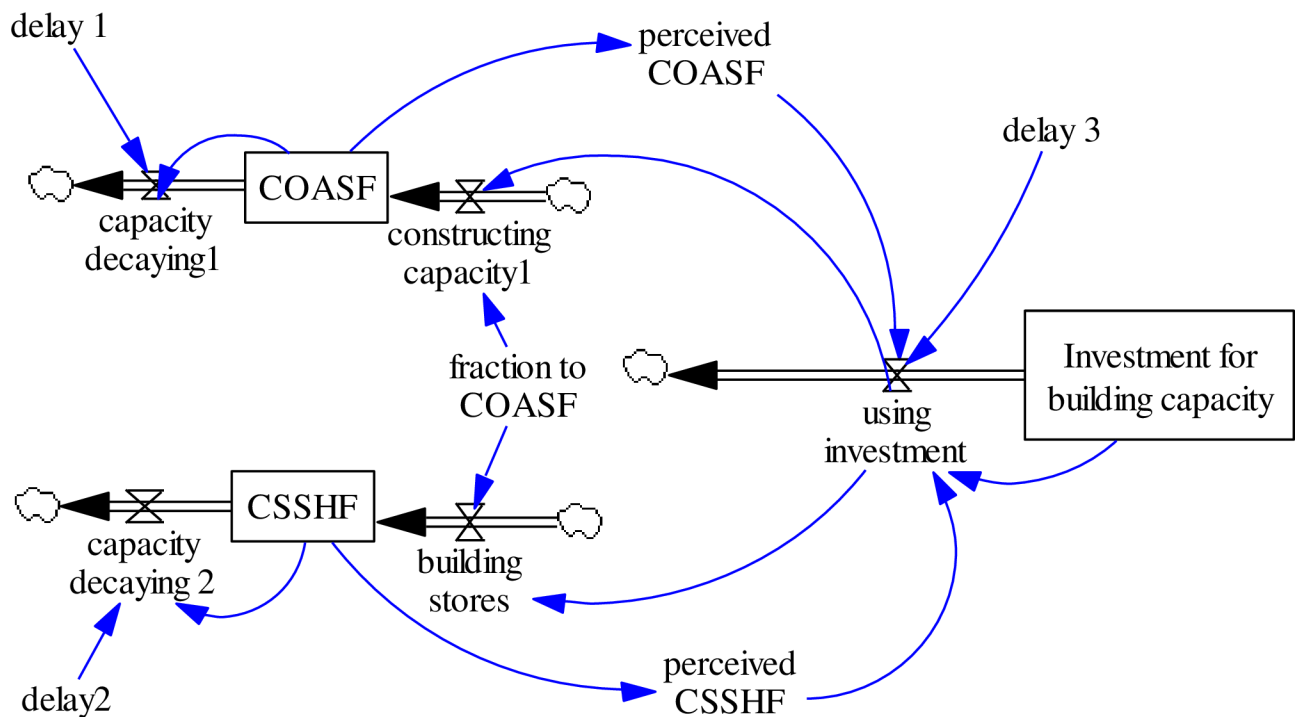 delay 1
perceived
COASF
delay 3
COASF
capacity
decaying1
constructing
capacity1
fraction to
COASF
Investment for
building capacity
using
investment
CSSHF
capacity
decaying 2
building
stores
perceived
CSSHF
delay2